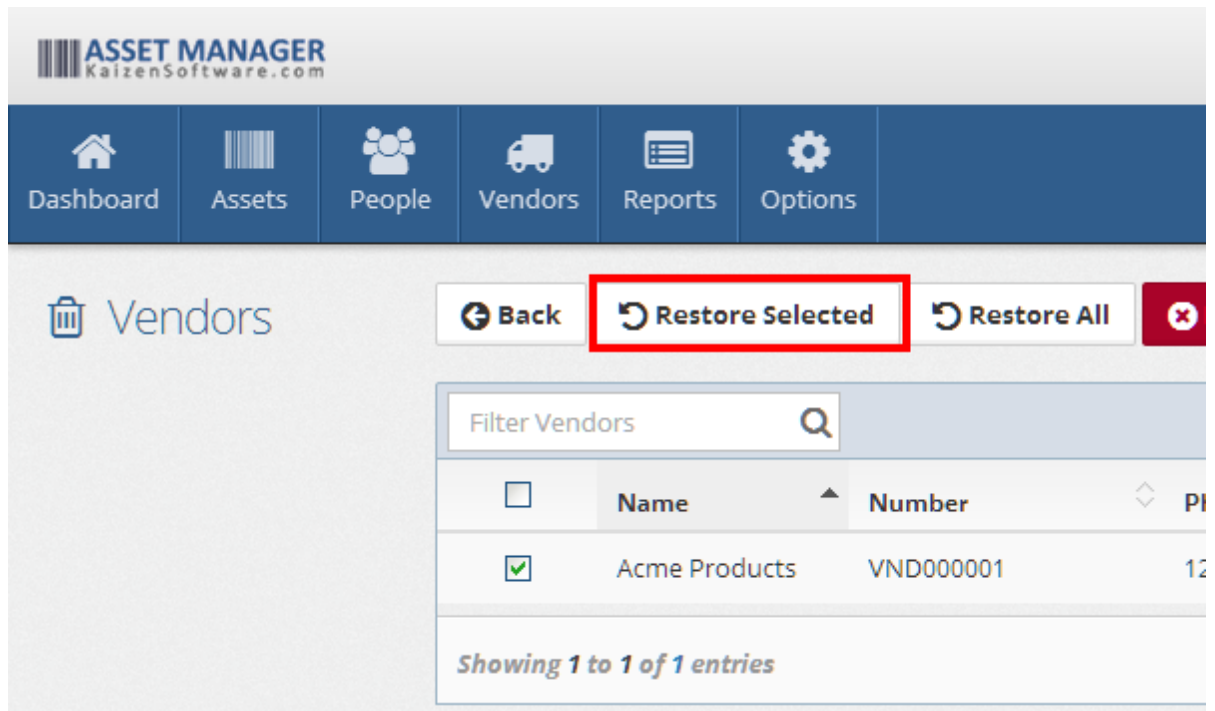 ASSET MANAGER
KaizenSoftware.com
Dashboard Assets People Vendors Reports Options
Vendors
Back Restore Selected Restore All
Filter Vendors
Name Number
Acme Products VND000001 12
Showing 1 to 1 of 1 entries